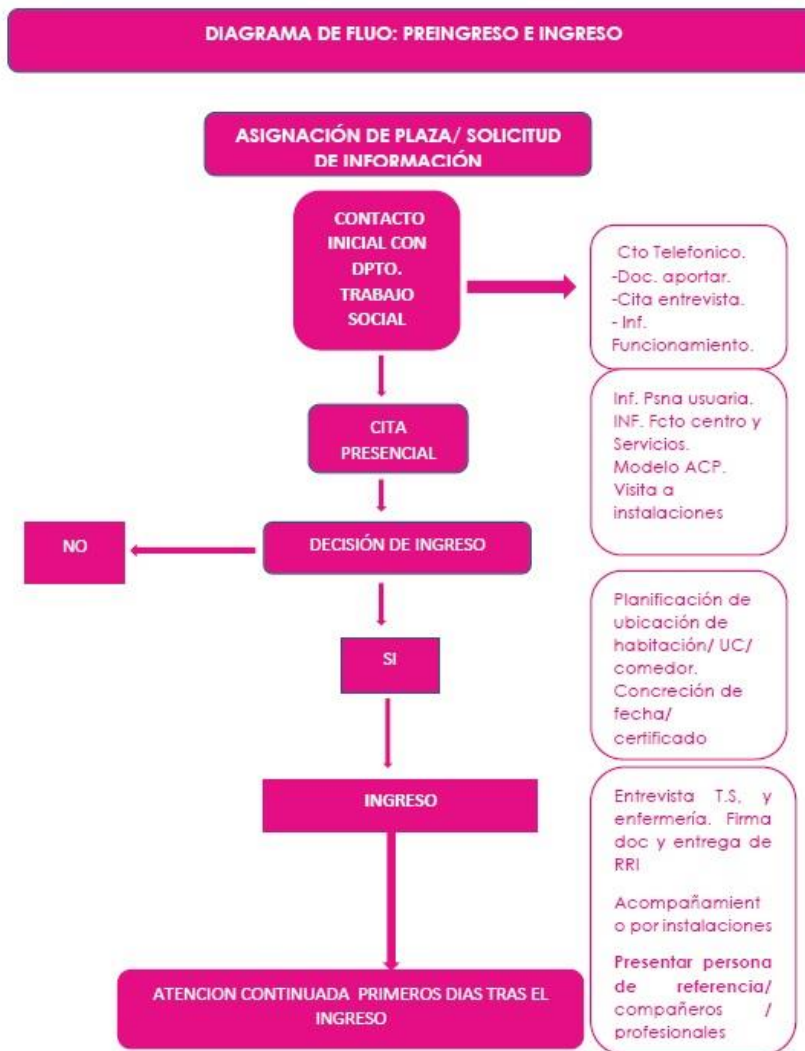 DIAGRAMA DE FLUO: PREINGRESO E INGRESO
ASIGNACIÓN DE PLAZA/ SOLICITUD
DE INFORMACIÓN
CONTACTO
INICIAL CON
DPTO.
TRABAJO
SOCIAL
Cto Telefonico.
-Doc. aportar.
-Cita entrevista.
- Inf.
Funcionamiento.
CITA
PRESENCIAL
Inf. Psna usuaria.
INF. Fcto centro y
Servicios.
Modelo ACP.
Visita a
instalaciones
DECISIÓN DE INGRESO
NO
SI
Planificación de
ubicación de
habitación/ UC/
comedor.
Concreción de
fecha/
certificado
INGRESO
Entrevista T.S, y
enfermería. Firma
doc y entrega de
RRI
Acompañamient
o por instalaciones
Presentar persona
de referencia/
compañeros /
profesionales
ATENCION CONTINUADA PRIMEROS DIAS TRAS EL
INGRESO